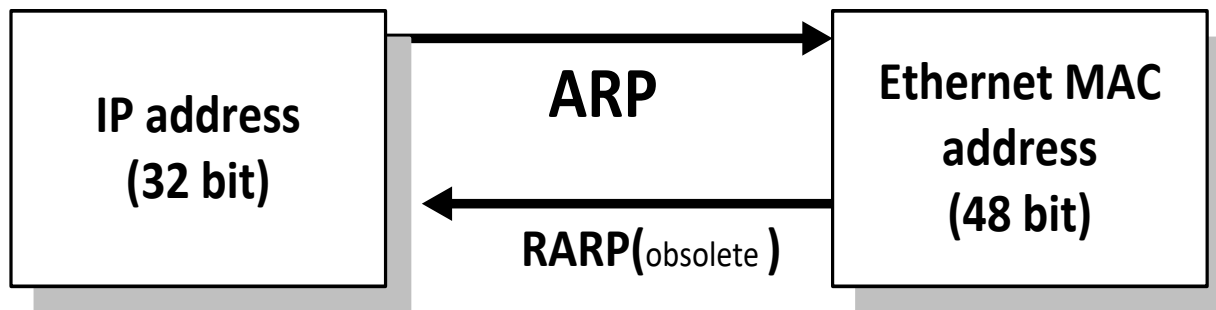 IP address
(32 bit)
ARP
RARP(obsolete )
Ethernet MAC
address
(48 bit)